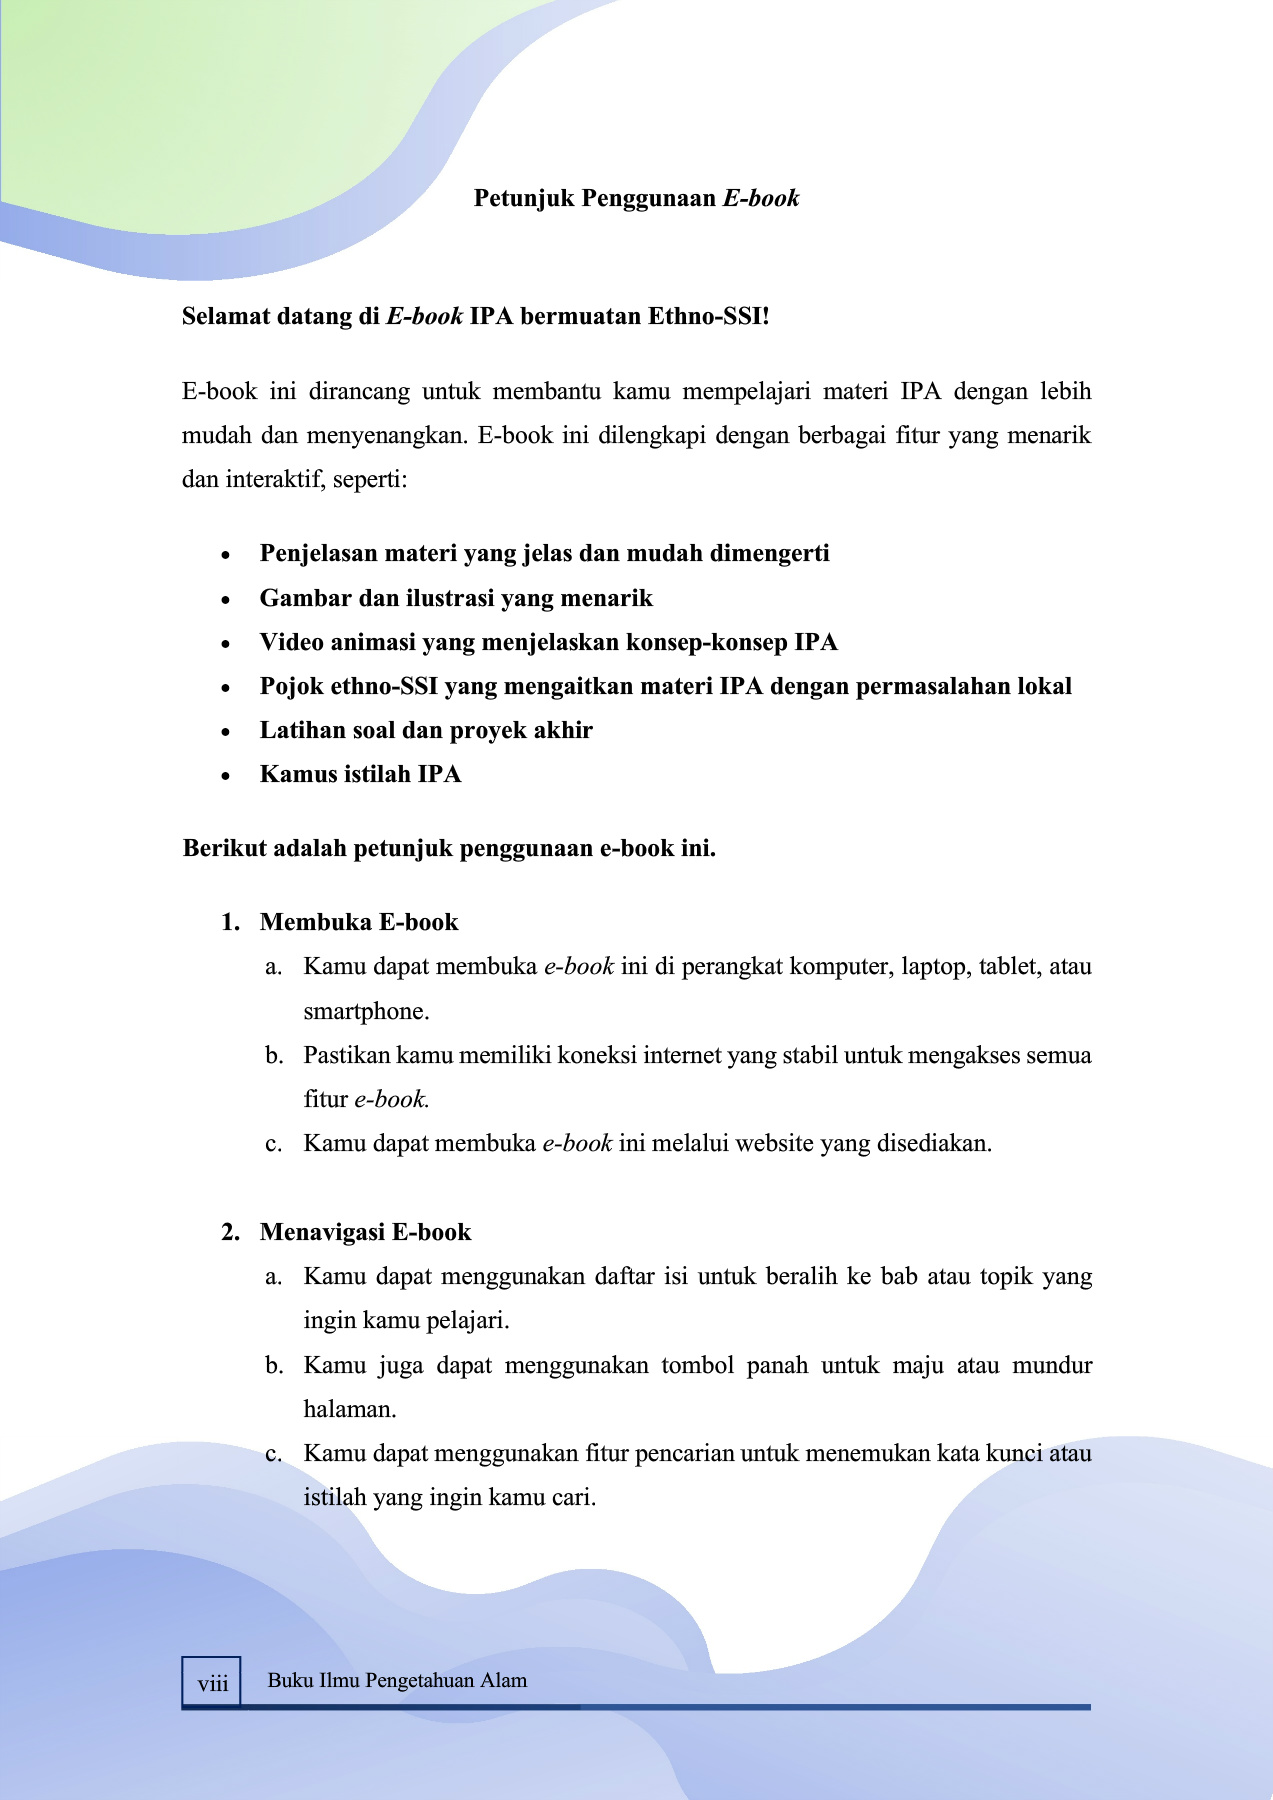 Petunjuk Penggunaan E-book
Selamat datang di E-book IPA bermuatan Ethno-SSI!
E-book ini dirancang untuk membantu kamu mempelajari materi IPA dengan lebih
mudah dan menyenangkan. E-book ini dilengkapi dengan berbagai fitur yang menarik
dan interaktif, seperti:
• Penjelasan materi yang jelas dan mudah dimengerti
• Gambar dan ilustrasi yang menarik
• Video animasi yang menjelaskan konsep-konsep IPA
• Pojok ethno-SSI yang mengaitkan materi IPA dengan permasalahan lokal
• Latihan soal dan proyek akhir
• Kamus istilah IPA
Berikut adalah petunjuk penggunaan e-book ini.
1. Membuka E-book
a. Kamu dapat membuka e-book ini di perangkat komputer, laptop, tablet, atau
smartphone.
b. Pastikan kamu memiliki koneksi internet yang stabil untuk mengakses semua
fitur e-book.
c. Kamu dapat membuka e-book ini melalui website yang disediakan.
2. Menavigasi E-book
a. Kamu dapat menggunakan daftar isi untuk beralih ke bab atau topik yang
ingin kamu pelajari.
b. Kamu juga dapat menggunakan tombol panah untuk maju atau mundur
halaman.
c. Kamu dapat menggunakan fitur pencarian untuk menemukan kata kunci atau
istilah yang ingin kamu cari.
viii Buku Ilmu Pengetahuan Alam